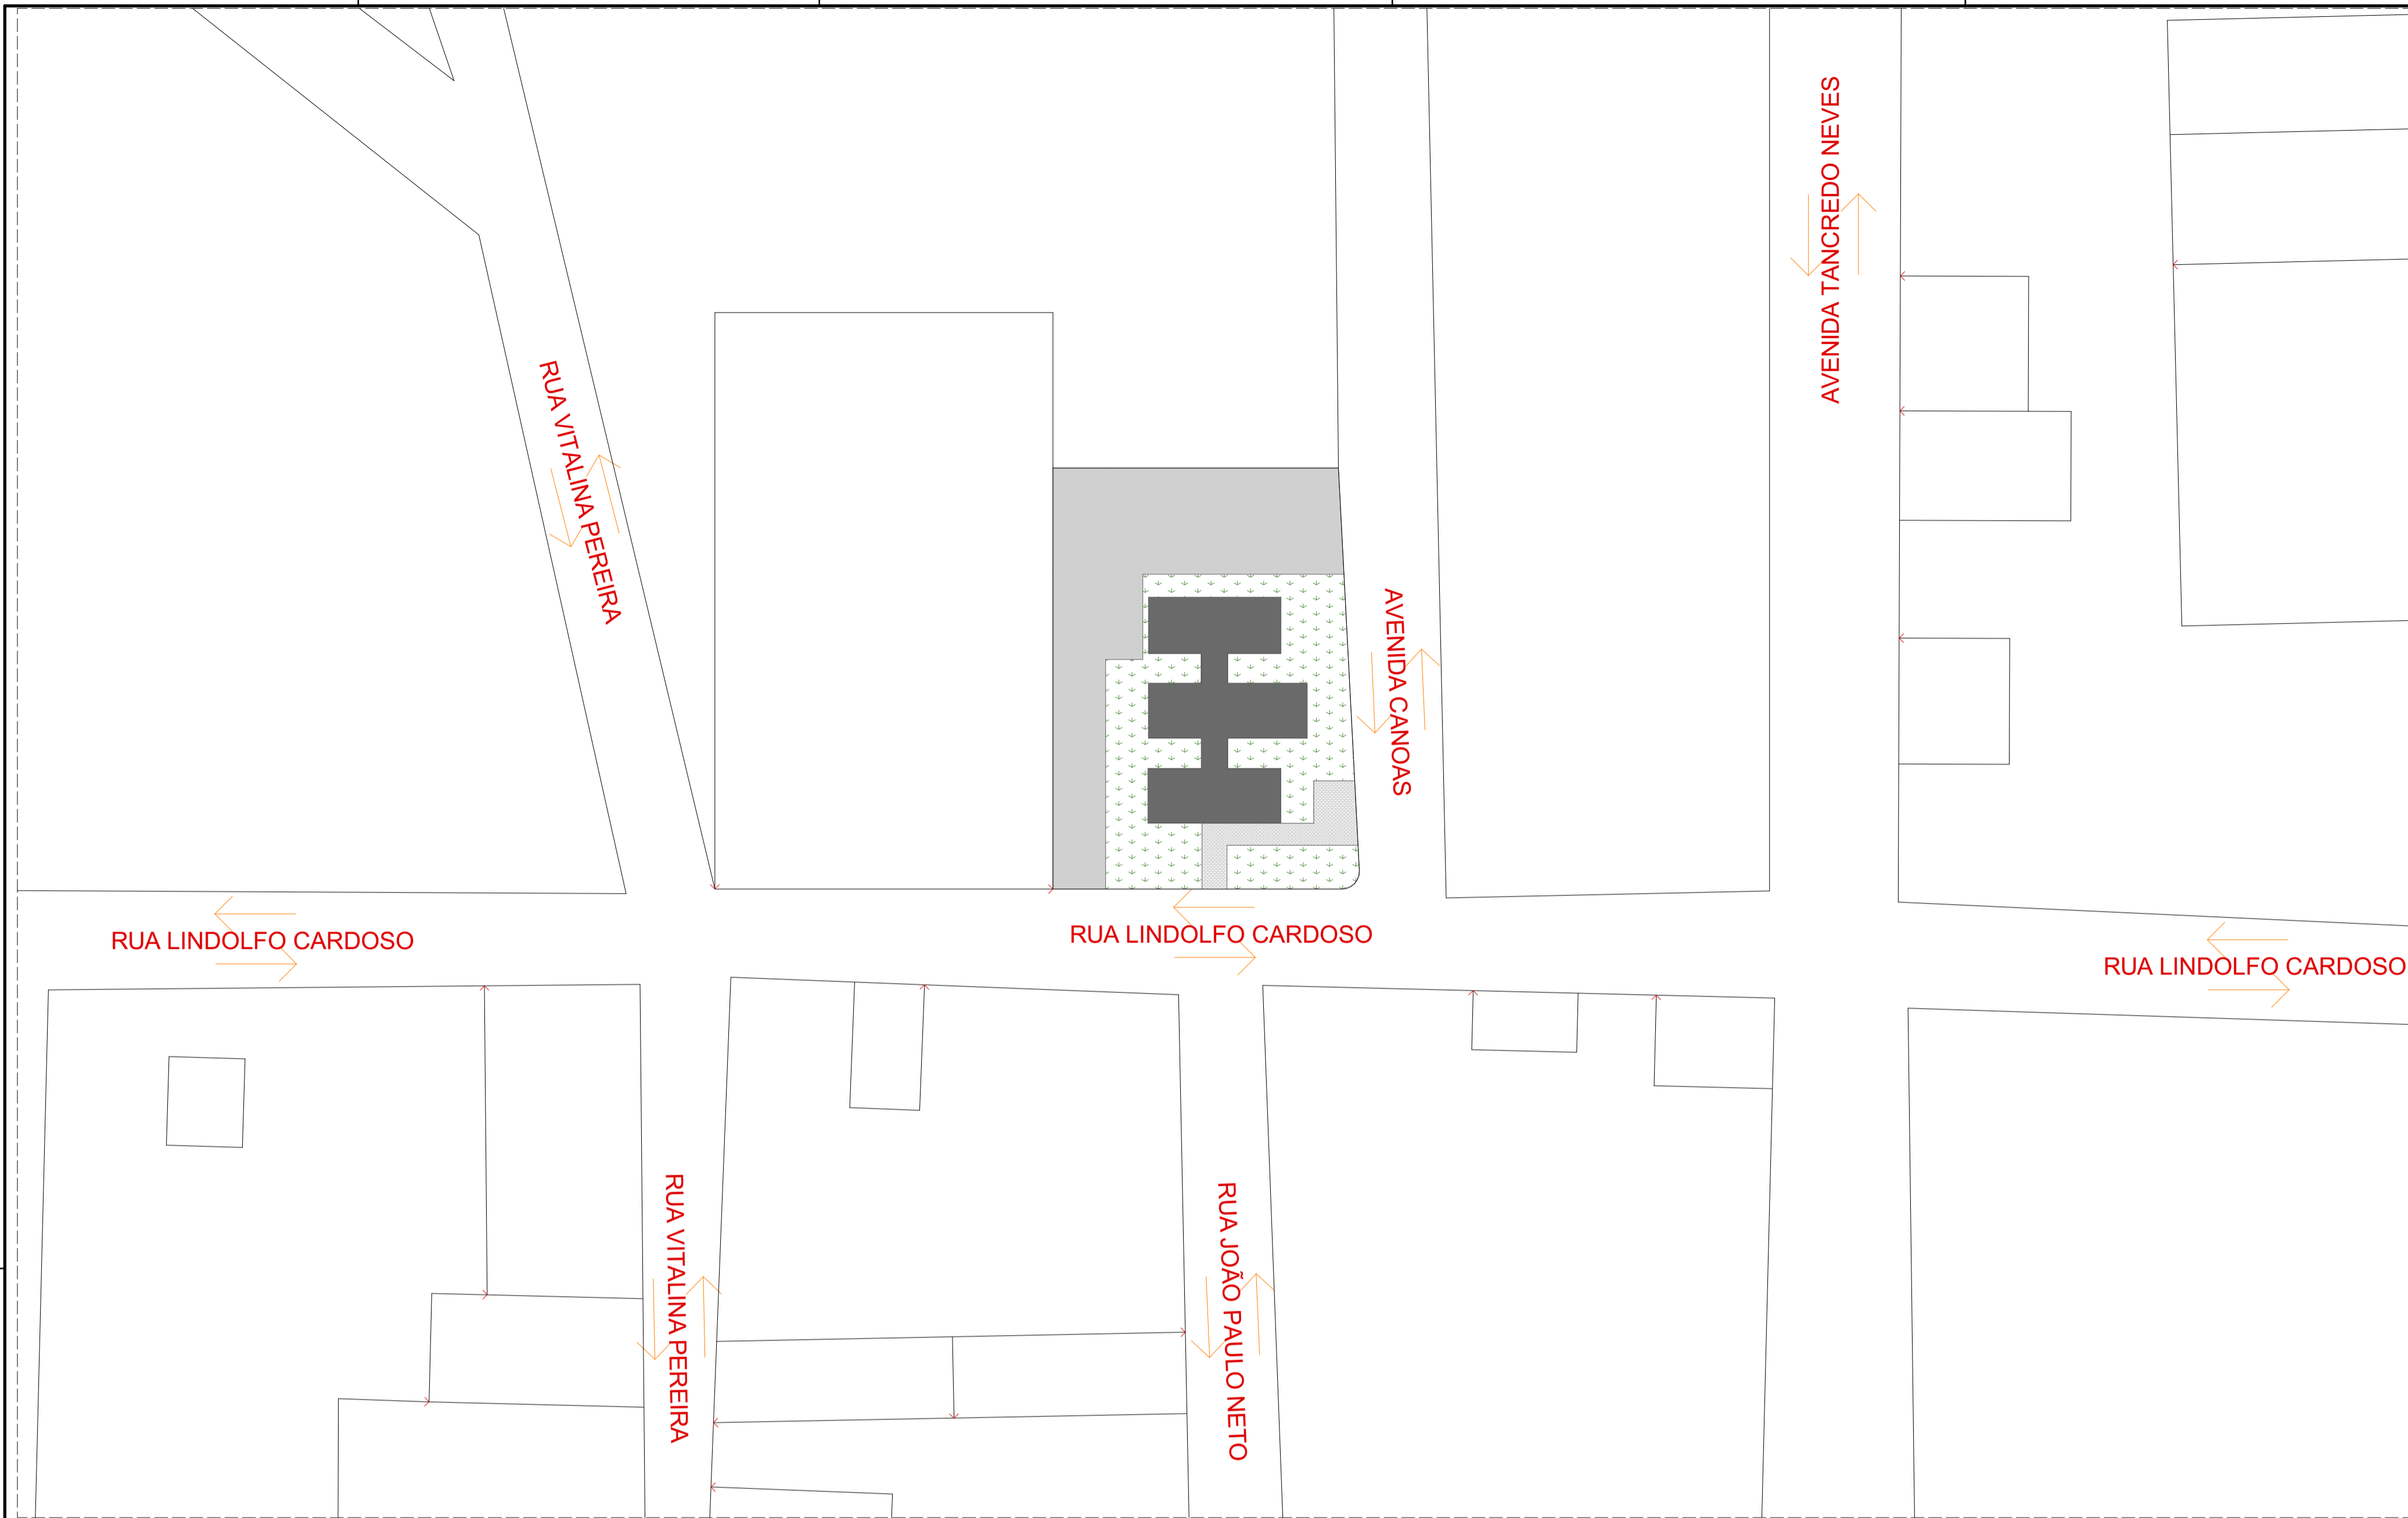 AVENIDA TANCREDO NEVES
RUA VITALINA PEREIRA
AVENIDA CANOAS
RUA LINDOLFO CARDOSO
RUA LINDOLFO CARDOSO
RUA LINDOLFO CARDOSO
RUA VITALINA PEREIRA
RUA JOÃO PAULO NETO